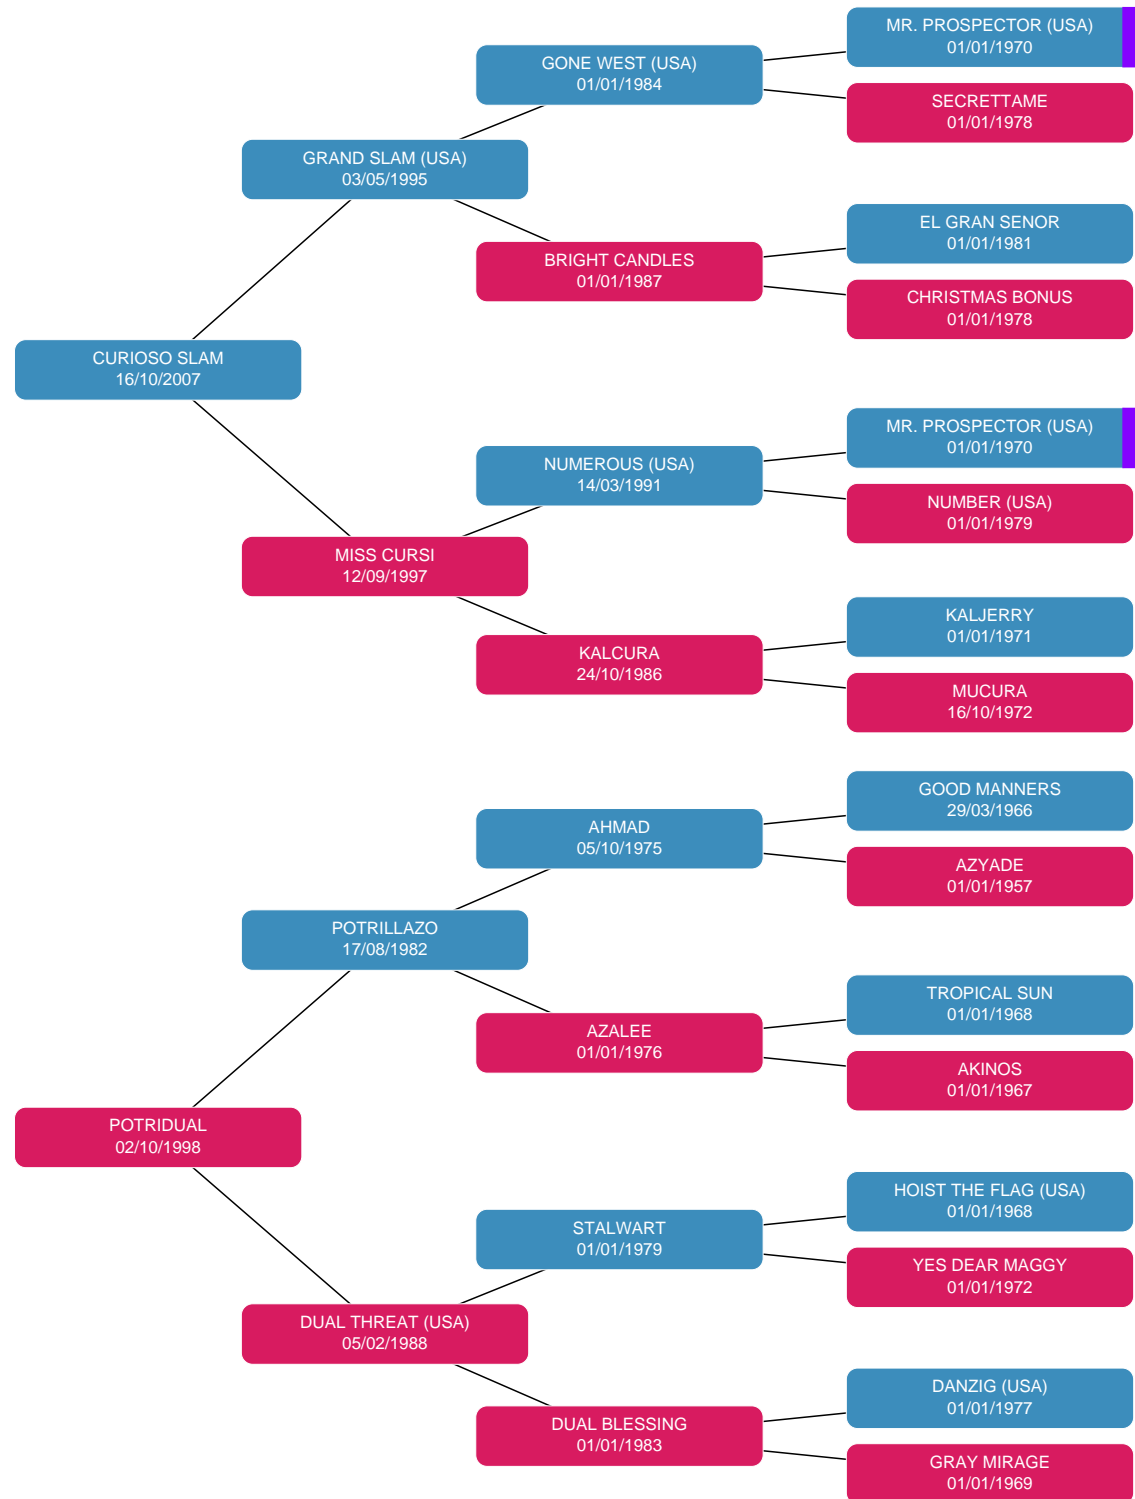 MR. PROSPECTOR (USA)
01/01/1970
GONE WEST (USA)
01/01/1984
SECRETTAME
01/01/1978
GRAND SLAM (USA)
03/05/1995
EL GRAN SENOR
01/01/1981
BRIGHT CANDLES
01/01/1987
CHRISTMAS BONUS
01/01/1978
CURIOSO SLAM
16/10/2007
MR. PROSPECTOR (USA)
01/01/1970
NUMEROUS (USA)
14/03/1991
NUMBER (USA)
01/01/1979
MISS CURSI
12/09/1997
KALJERRY
01/01/1971
KALCURA
24/10/1986
MUCURA
16/10/1972
GOOD MANNERS
29/03/1966
AHMAD
05/10/1975
AZYADE
01/01/1957
POTRILLAZO
17/08/1982
TROPICAL SUN
01/01/1968
AZALEE
01/01/1976
AKINOS
01/01/1967
POTRIDUAL
02/10/1998
HOIST THE FLAG (USA)
01/01/1968
STALWART
01/01/1979
YES DEAR MAGGY
01/01/1972
DUAL THREAT (USA)
05/02/1988
DANZIG (USA)
01/01/1977
DUAL BLESSING
01/01/1983
GRAY MIRAGE
01/01/1969